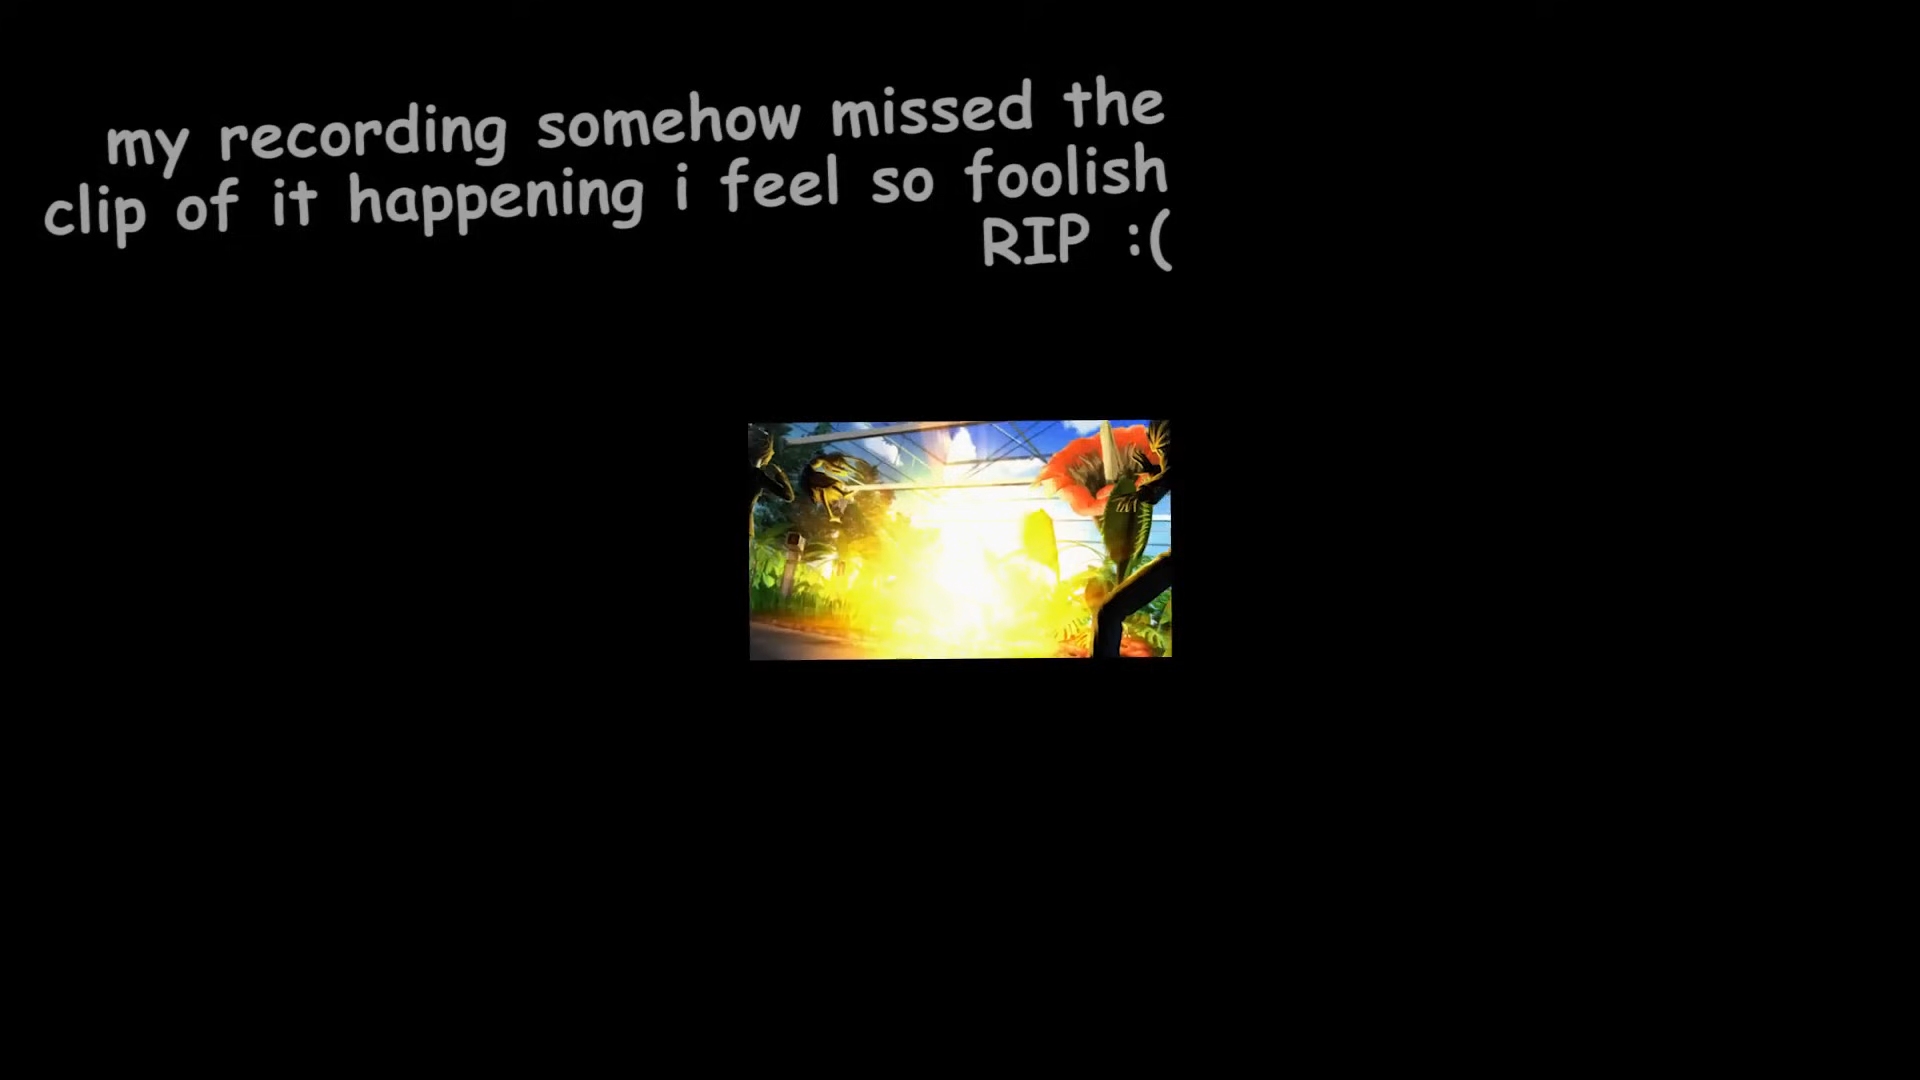 my recording somehow missed the
clip of it happening i feel so foolish
RIP :(